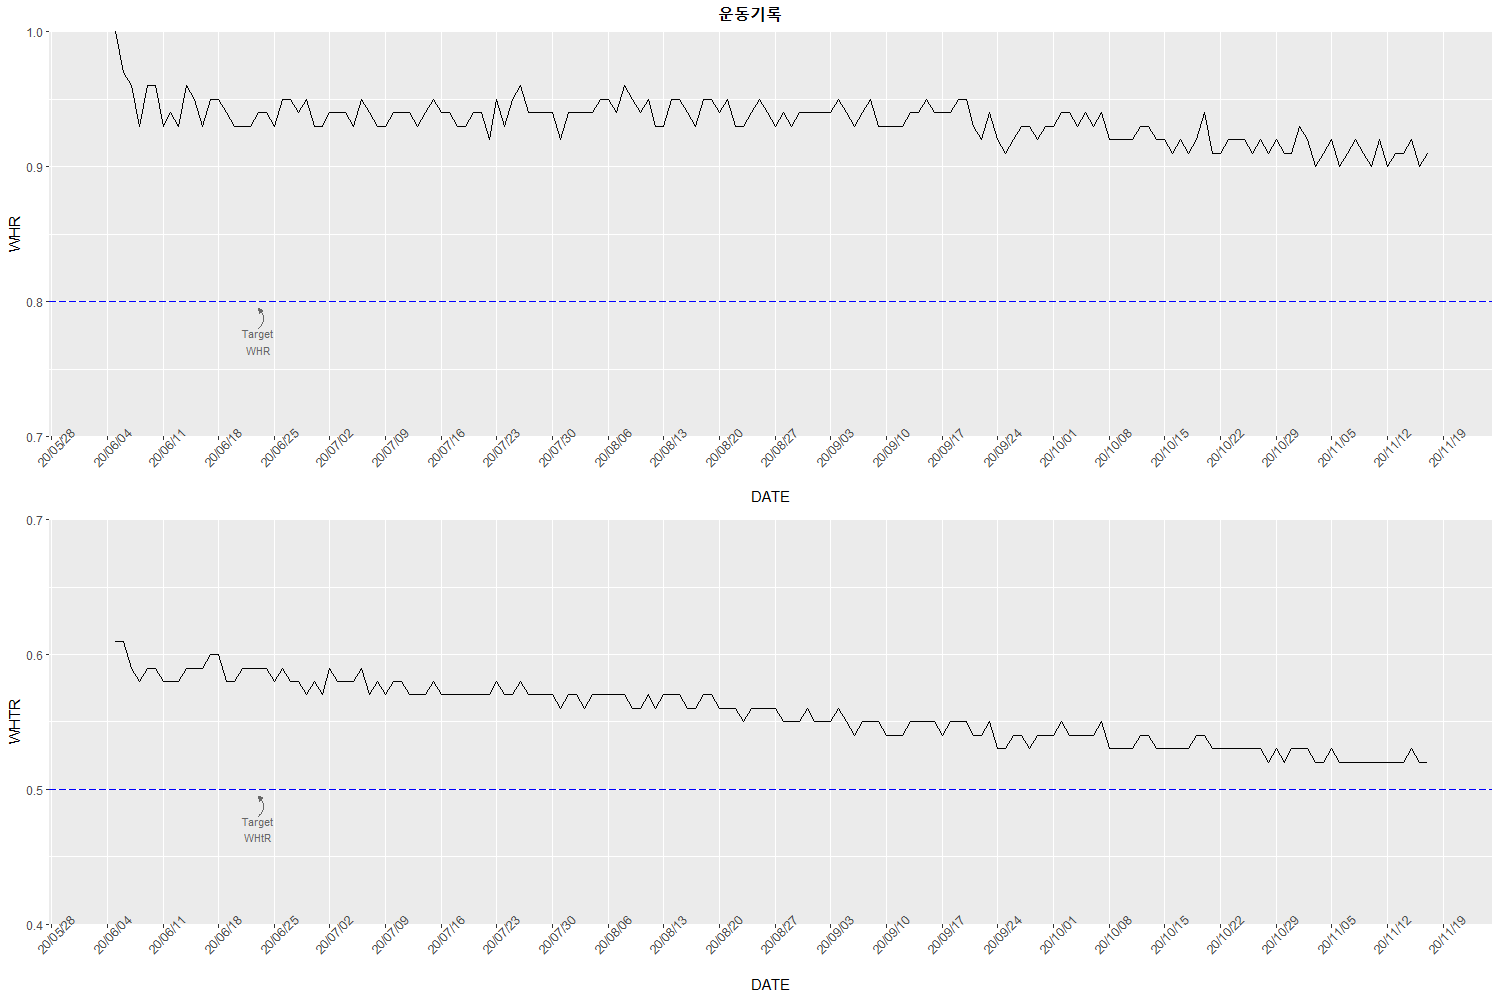 운동기록
1.0
0.9
0.8
0.7
WHR
Target
WHR
20/05/28 20/06/04 20/06/11 20/06/18 20/06/25 20/07/02 20/07/09 20/07/16 20/07/23 20/07/30 20/08/06 20/08/13 20/08/20 20/08/27 20/09/03 20/09/10 20/09/17 20/09/24 20/10/01 20/10/08 20/10/15 20/10/22 20/10/29 20/11/05 20/11/12 20/11/19
DATE
0.7
0.6
0.5
0.4
WHTR
Target
WHtR
20/05/28 20/06/04 20/06/11 20/06/18 20/06/25 20/07/02 20/07/09 20/07/16 20/07/23 20/07/30 20/08/06 20/08/13 20/08/20 20/08/27 20/09/03 20/09/10 20/09/17 20/09/24 20/10/01 20/10/08 20/10/15 20/10/22 20/10/29 20/11/05 20/11/12 20/11/19
DATE